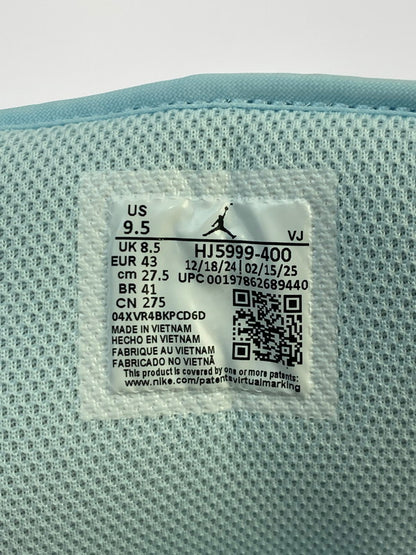 US
9.5
VJ
UK 8.5
EUR 43
cm 27.5
BR 41
CN 275
HJ5999-400
12/18/24 | 02/15/25
UPC 00197862689440
04XVR4BKPCD6D
MADE IN VIETNAM
HECHO EN VIETNAM
FABRIQUE AU VIETNAM
FABRICADO NO VIETNÃ
This product is covered by one or more patents:
www.nike.com/patentsvirtualmarking